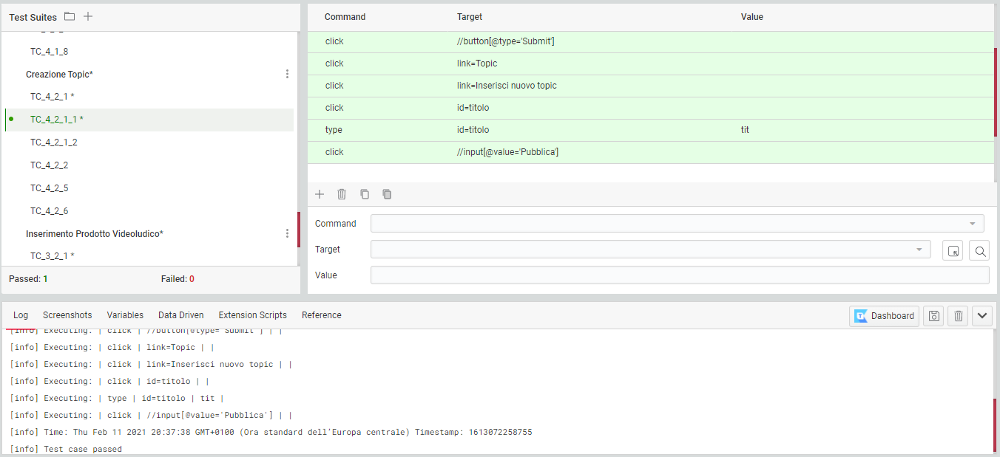 Test Suites
TC_4_1_8
Creazione Topic*
TC_4_2_1 *
TC_4_2_1_1 *
TC_4_2_1_2
TC_4_2_2
TC_4_2_5
TC_4_2_6
Inserimento Prodotto Videoludico*
TC_3_2_1 *
Passed: 1 Failed: 0
Command Target Value
click //button[@type='Submit']
click link=Topic
click link=Inserisci nuovo topic
click id=titolo
type id=titolo tit
click //input[@value='Pubblica']
Command
Target
Value
Log Screenshots Variables Data Driven Extension Scripts Reference Dashboard
[info] Executing: | click | //button[@type='Submit'] | |
[info] Executing: | click | link=Topic | |
[info] Executing: | click | link=Inserisci nuovo topic | |
[info] Executing: | click | id=titolo | |
[info] Executing: | type | id=titolo | tit |
[info] Executing: | click | //input[@value='Pubblica'] | |
[info] Time: Thu Feb 11 2021 20:37:38 GMT+0100 (Ora standard dell'Europa centrale) Timestamp: 1613072258755
[info] Test case passed